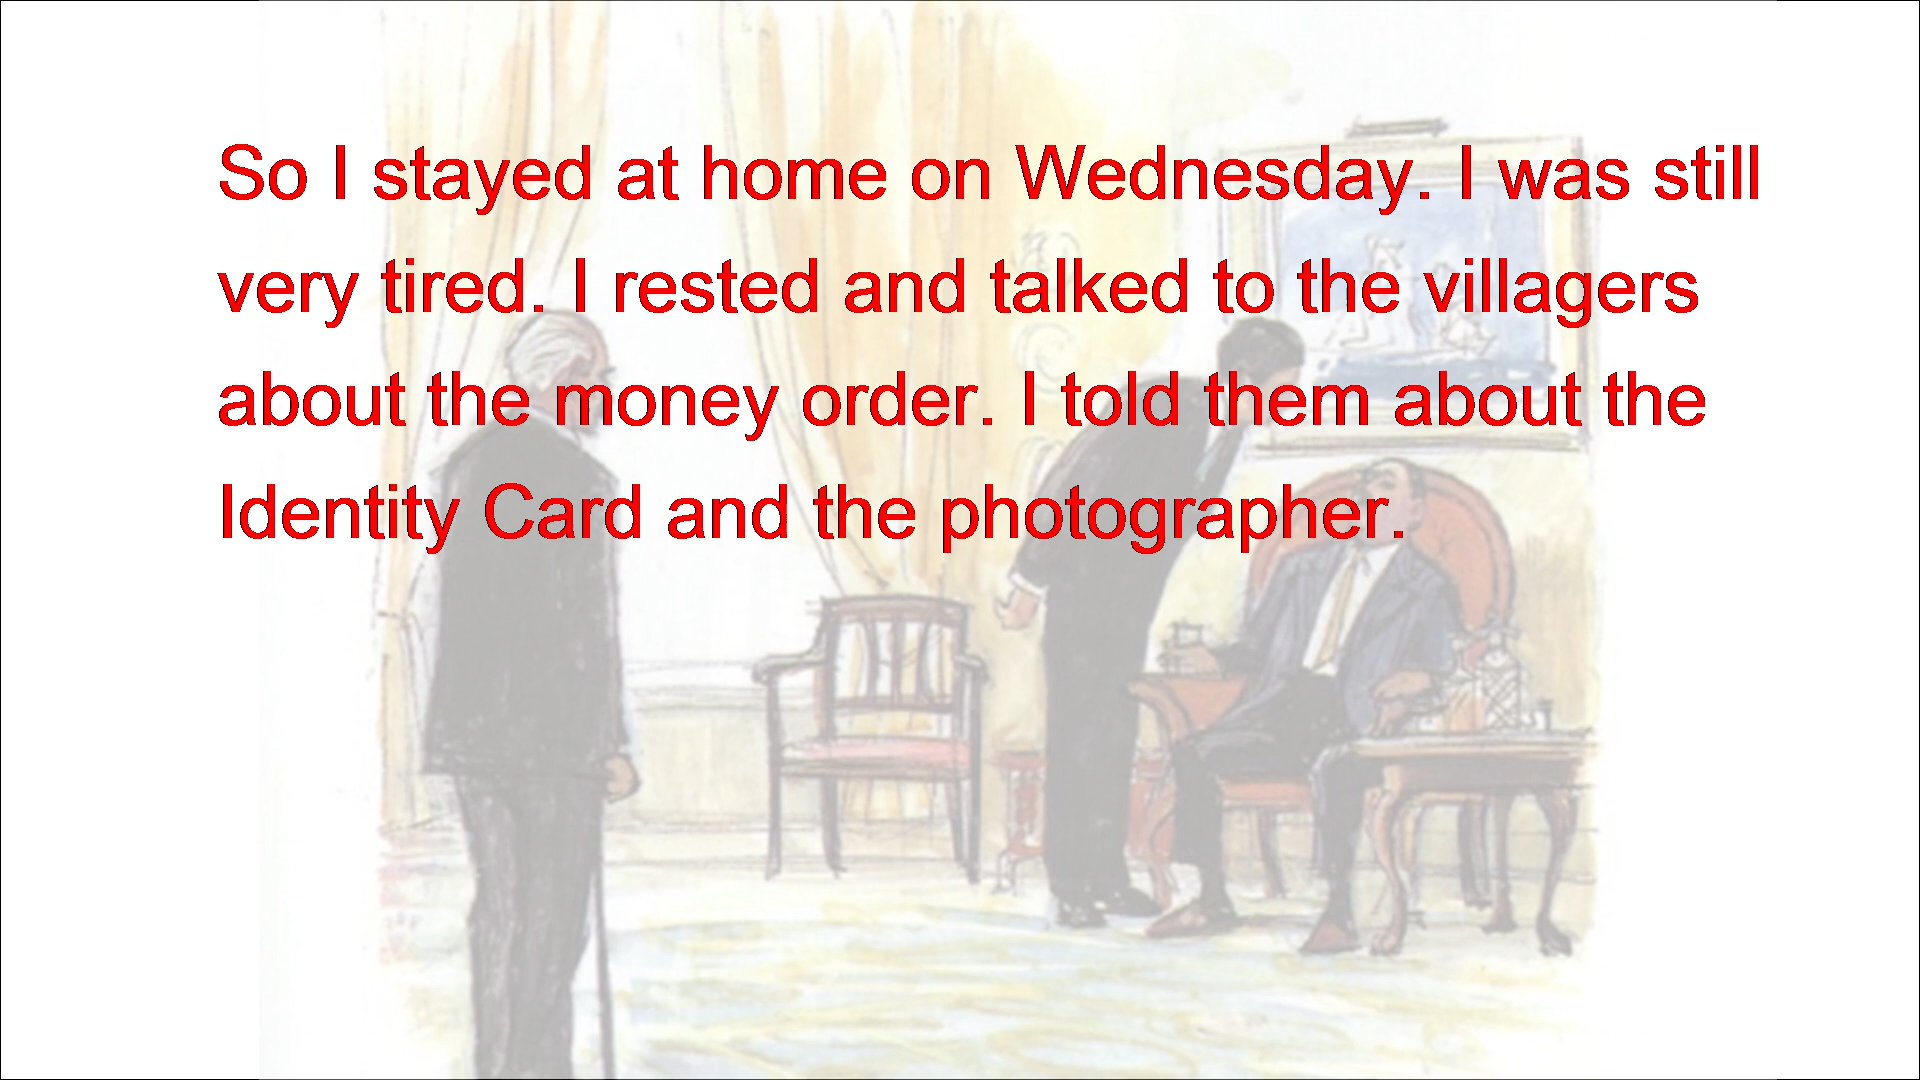 So I stayed at home on Wednesday. I was still
very tired. I rested and talked to the villagers
about the money order. I told them about the
Identity Card and the photographer.